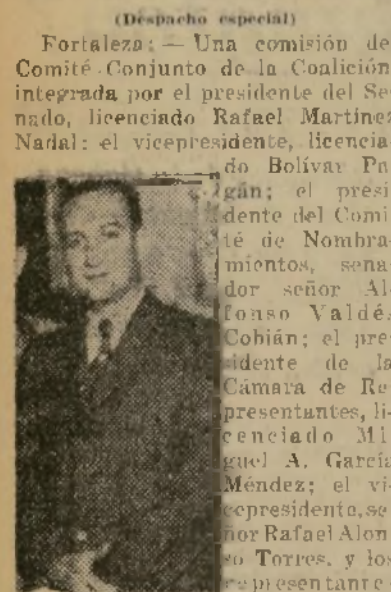 (Despacho especial)
Fortaleza: — Una comisión de
Comité Conjunto de la Coalición
integrada por el presidente del Se
nado, licenciado Rafael Martínez
Nadal: el vicepresidente, licencia
do Bolívar Pa
gán; el presi
dente del Comi
té de Nombra
mientos, sena
dor señor Al
fonso Valdés
Cobián; el pre
sidente de la
Cámara de Re
presentantes, li
cenciado Mi
guel A. García
Méndez; el vi
cepresidente, se
ñor Rafael Alon
so Torres, y los
representante